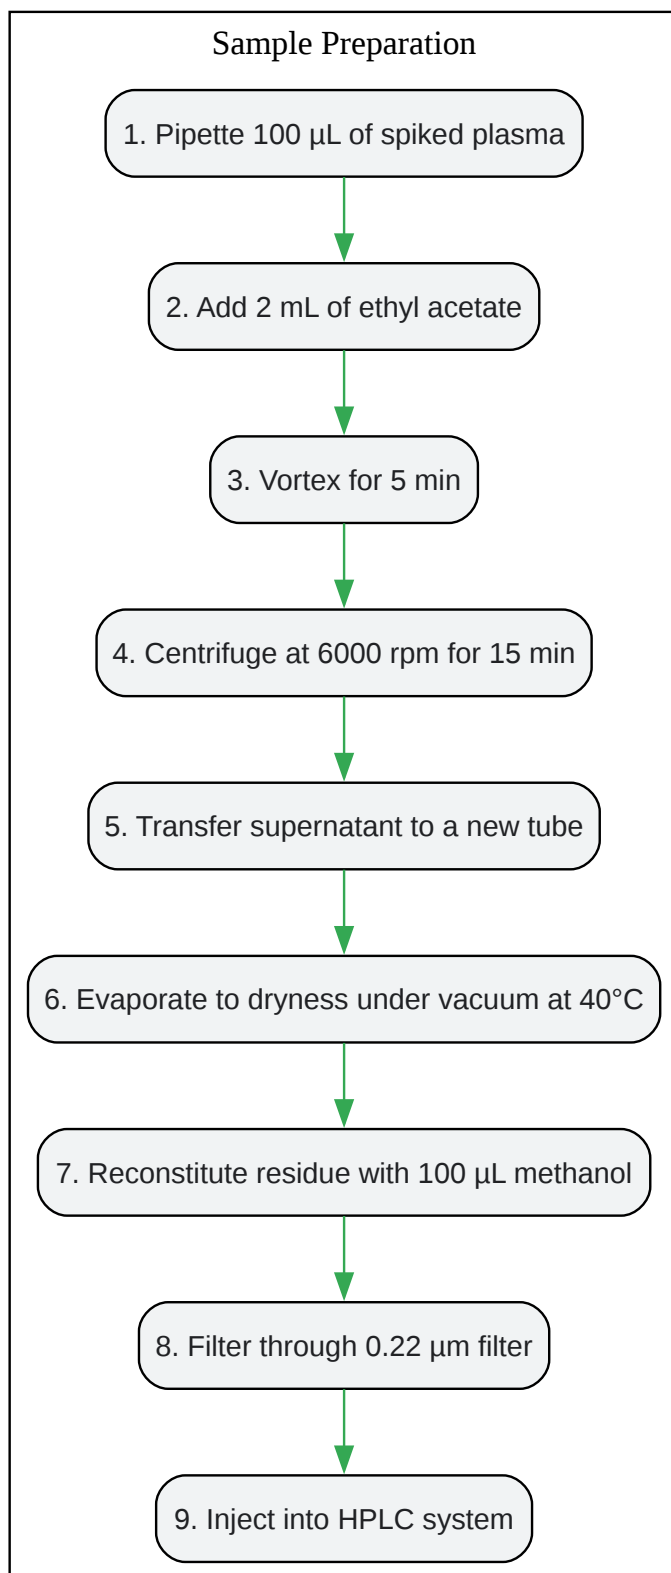 Sample Preparation
1. Pipette 100 µL of spiked plasma
2. Add 2 mL of ethyl acetate
3. Vortex for 5 min
4. Centrifuge at 6000 rpm for 15 min
5. Transfer supernatant to a new tube
6. Evaporate to dryness under vacuum at 40°C
7. Reconstitute residue with 100 µL methanol
8. Filter through 0.22 µm filter
9. Inject into HPLC system